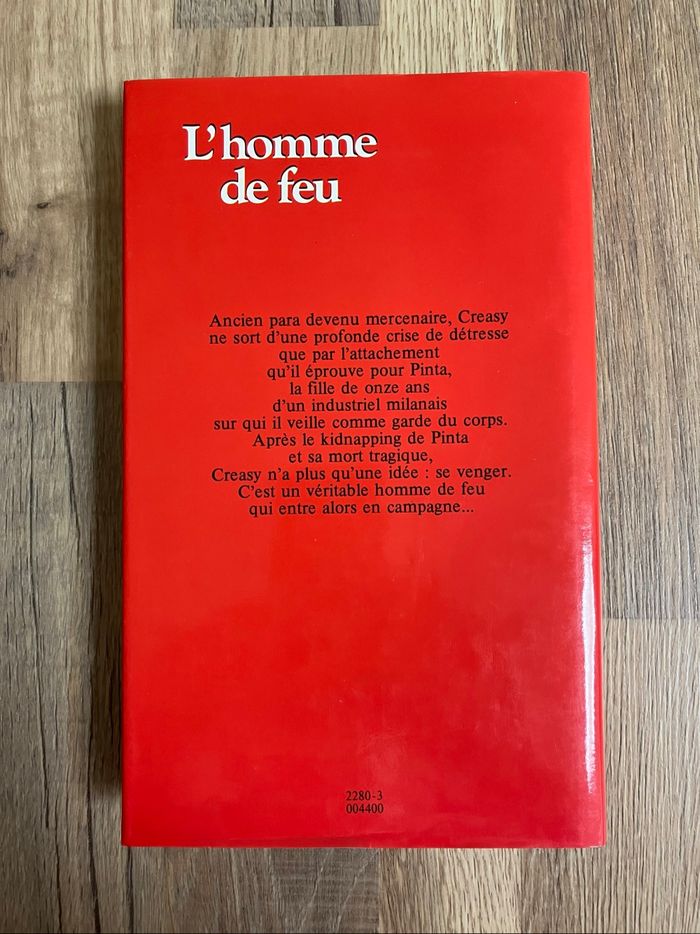 L'homme
de feu
Ancien para devenu mercenaire, Creasy
ne sort d'une profonde crise de détresse
que par l'attachement
qu'il éprouve pour Pinta,
la fille de onze ans
d'un industriel milanais
sur qui il veille comme garde du corps.
Après le kidnapping de Pinta
et sa mort tragique,
Creasy n'a plus qu'une idée : se venger.
C'est un véritable homme de feu
qui entre alors en campagne...
2280-3
004400